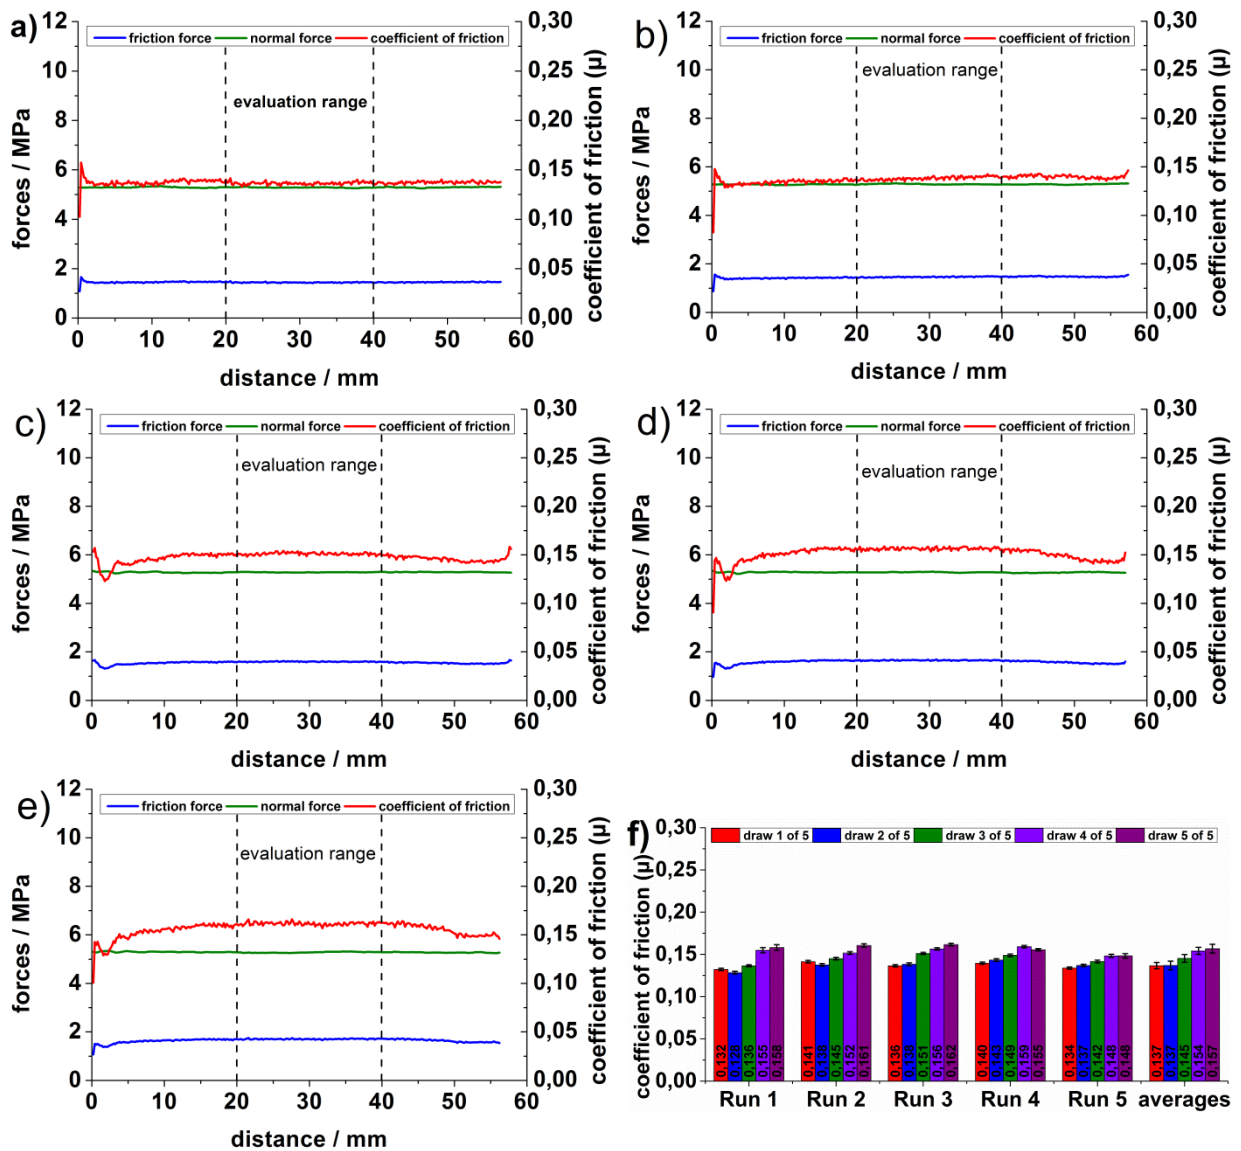 a)
12
10
8
6
4
2
0
forces / MPa
friction force normal force coefficient of friction
evaluation range
0,30
0,25
0,20
0,15
0,10
0,05
0,00
coefficient of friction (µ)
0 10 20 30 40 50 60
distance / mm
b)
12
10
8
6
4
2
0
forces / MPa
friction force normal force coefficient of friction
evaluation range
0,30
0,25
0,20
0,15
0,10
0,05
0,00
coefficient of friction (µ)
0 10 20 30 40 50 60
distance / mm
c)
12
10
8
6
4
2
0
forces / MPa
friction force normal force coefficient of friction
evaluation range
0,30
0,25
0,20
0,15
0,10
0,05
0,00
coefficient of friction (µ)
0 10 20 30 40 50 60
distance / mm
d)
12
10
8
6
4
2
0
forces / MPa
friction force normal force coefficient of friction
evaluation range
0,30
0,25
0,20
0,15
0,10
0,05
0,00
coefficient of friction (µ)
0 10 20 30 40 50 60
distance / mm
e)
12
10
8
6
4
2
0
forces / MPa
friction force normal force coefficient of friction
evaluation range
0,30
0,25
0,20
0,15
0,10
0,05
0,00
coefficient of friction (µ)
0 10 20 30 40 50 60
distance / mm
f)
0,30
0,25
0,20
0,15
0,10
0,05
0,00
coefficient of friction (µ)
draw 1 of 5 draw 2 of 5 draw 3 of 5 draw 4 of 5 draw 5 of 5
0,132 0,128 0,136 0,155 0,158
0,141 0,138 0,145 0,152 0,161
0,136 0,138 0,151 0,156 0,162
0,140 0,143 0,149 0,159 0,155
0,134 0,137 0,142 0,148 0,148
0,137 0,137 0,145 0,154 0,157
Run 1 Run 2 Run 3 Run 4 Run 5 averages